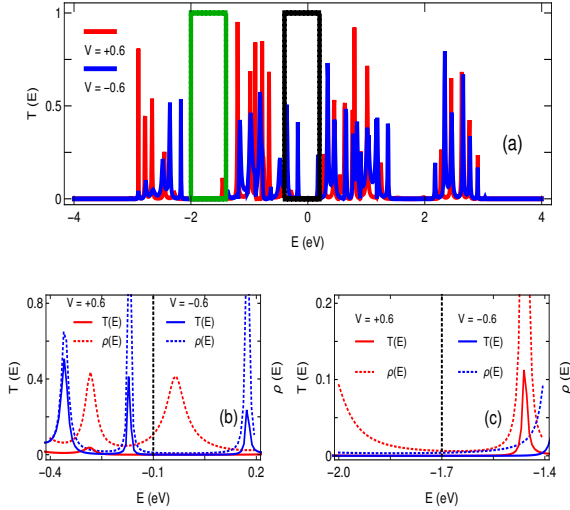 1
0.5
0
T (E)
V = +0.6
V = −0.6
(a)
−4 −2 0 2 4
E (eV)
0.8
0.4
0
T (E)
V = +0.6 V = −0.6
T(E) T(E)
ρ(E) ρ(E)
(b)
ρ (E)
−0.4 −0.1 0.2
E (eV)
0.2
0.1
0
T (E)
V = +0.6 V = −0.6
T(E) T(E)
ρ(E) ρ(E)
(c)
ρ (E)
−2.0 −1.7 −1.4
E (eV)